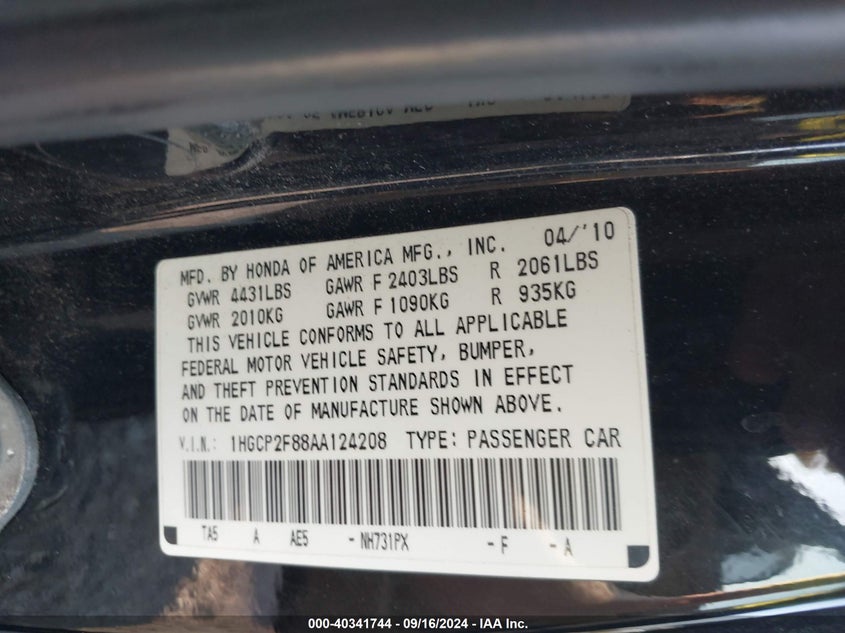 MFD. BY HONDA OF AMERICA MFG., INC. 04/'10
GVWR 4431LBS GAWR F 2403LBS R 2061LBS
GVWR 2010KG GAWR F 1090KG R 935KG
THIS VEHICLE CONFORMS TO ALL APPLICABLE
FEDERAL MOTOR VEHICLE SAFETY, BUMPER,
AND THEFT PREVENTION STANDARDS IN EFFECT
ON THE DATE OF MANUFACTURE SHOWN ABOVE.
V.I.N.: 1HGCP2F88AA124208 TYPE: PASSENGER CAR
TA5 A AE5 - NH731PX - F - A
000-40341744 - 09/16/2024 - IAA Inc.